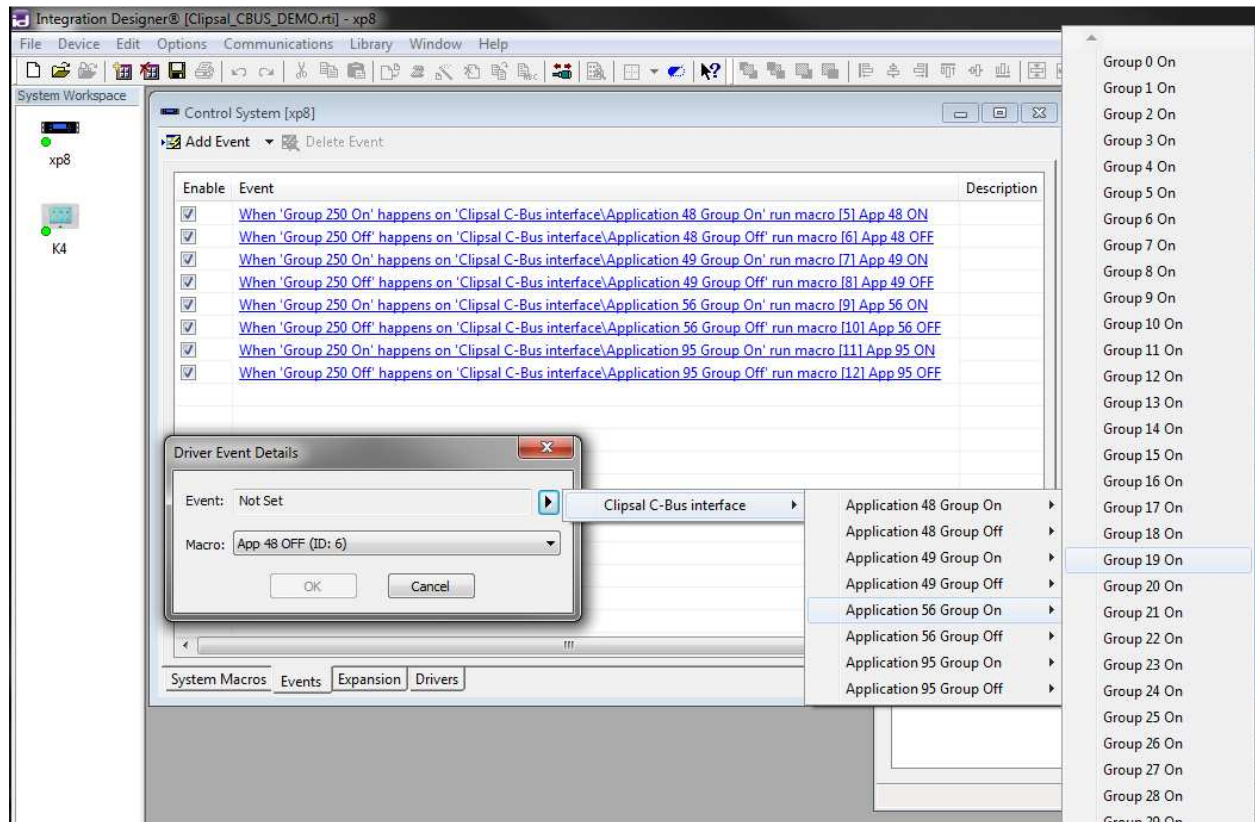 Integration Designer® [Clipsal_CBUS_DEMO.rti] - xp8
File Device Edit Options Communications Library Window Help
System Workspace
xp8
K4
Control System [xp8]
Add Event Delete Event
Enable Event Description
When 'Group 250 On' happens on 'Clipsal C-Bus interface\Application 48 Group On' run macro [5] App 48 ON
When 'Group 250 Off' happens on 'Clipsal C-Bus interface\Application 48 Group Off' run macro [6] App 48 OFF
When 'Group 250 On' happens on 'Clipsal C-Bus interface\Application 49 Group On' run macro [7] App 49 ON
When 'Group 250 Off' happens on 'Clipsal C-Bus interface\Application 49 Group Off' run macro [8] App 49 OFF
When 'Group 250 On' happens on 'Clipsal C-Bus interface\Application 56 Group On' run macro [9] App 56 ON
When 'Group 250 Off' happens on 'Clipsal C-Bus interface\Application 56 Group Off' run macro [10] App 56 OFF
When 'Group 250 On' happens on 'Clipsal C-Bus interface\Application 95 Group On' run macro [11] App 95 ON
When 'Group 250 Off' happens on 'Clipsal C-Bus interface\Application 95 Group Off' run macro [12] App 95 OFF
Driver Event Details
Event: Not Set
Macro: App 48 OFF (ID: 6)
OK Cancel
Clipsal C-Bus interface
Application 48 Group On
Application 48 Group Off
Application 49 Group On
Application 49 Group Off
Application 56 Group On
Application 56 Group Off
Application 95 Group On
Application 95 Group Off
System Macros Events Expansion Drivers
Group 0 On
Group 1 On
Group 2 On
Group 3 On
Group 4 On
Group 5 On
Group 6 On
Group 7 On
Group 8 On
Group 9 On
Group 10 On
Group 11 On
Group 12 On
Group 13 On
Group 14 On
Group 15 On
Group 16 On
Group 17 On
Group 18 On
Group 19 On
Group 20 On
Group 21 On
Group 22 On
Group 23 On
Group 24 On
Group 25 On
Group 26 On
Group 27 On
Group 28 On
Group 29 On